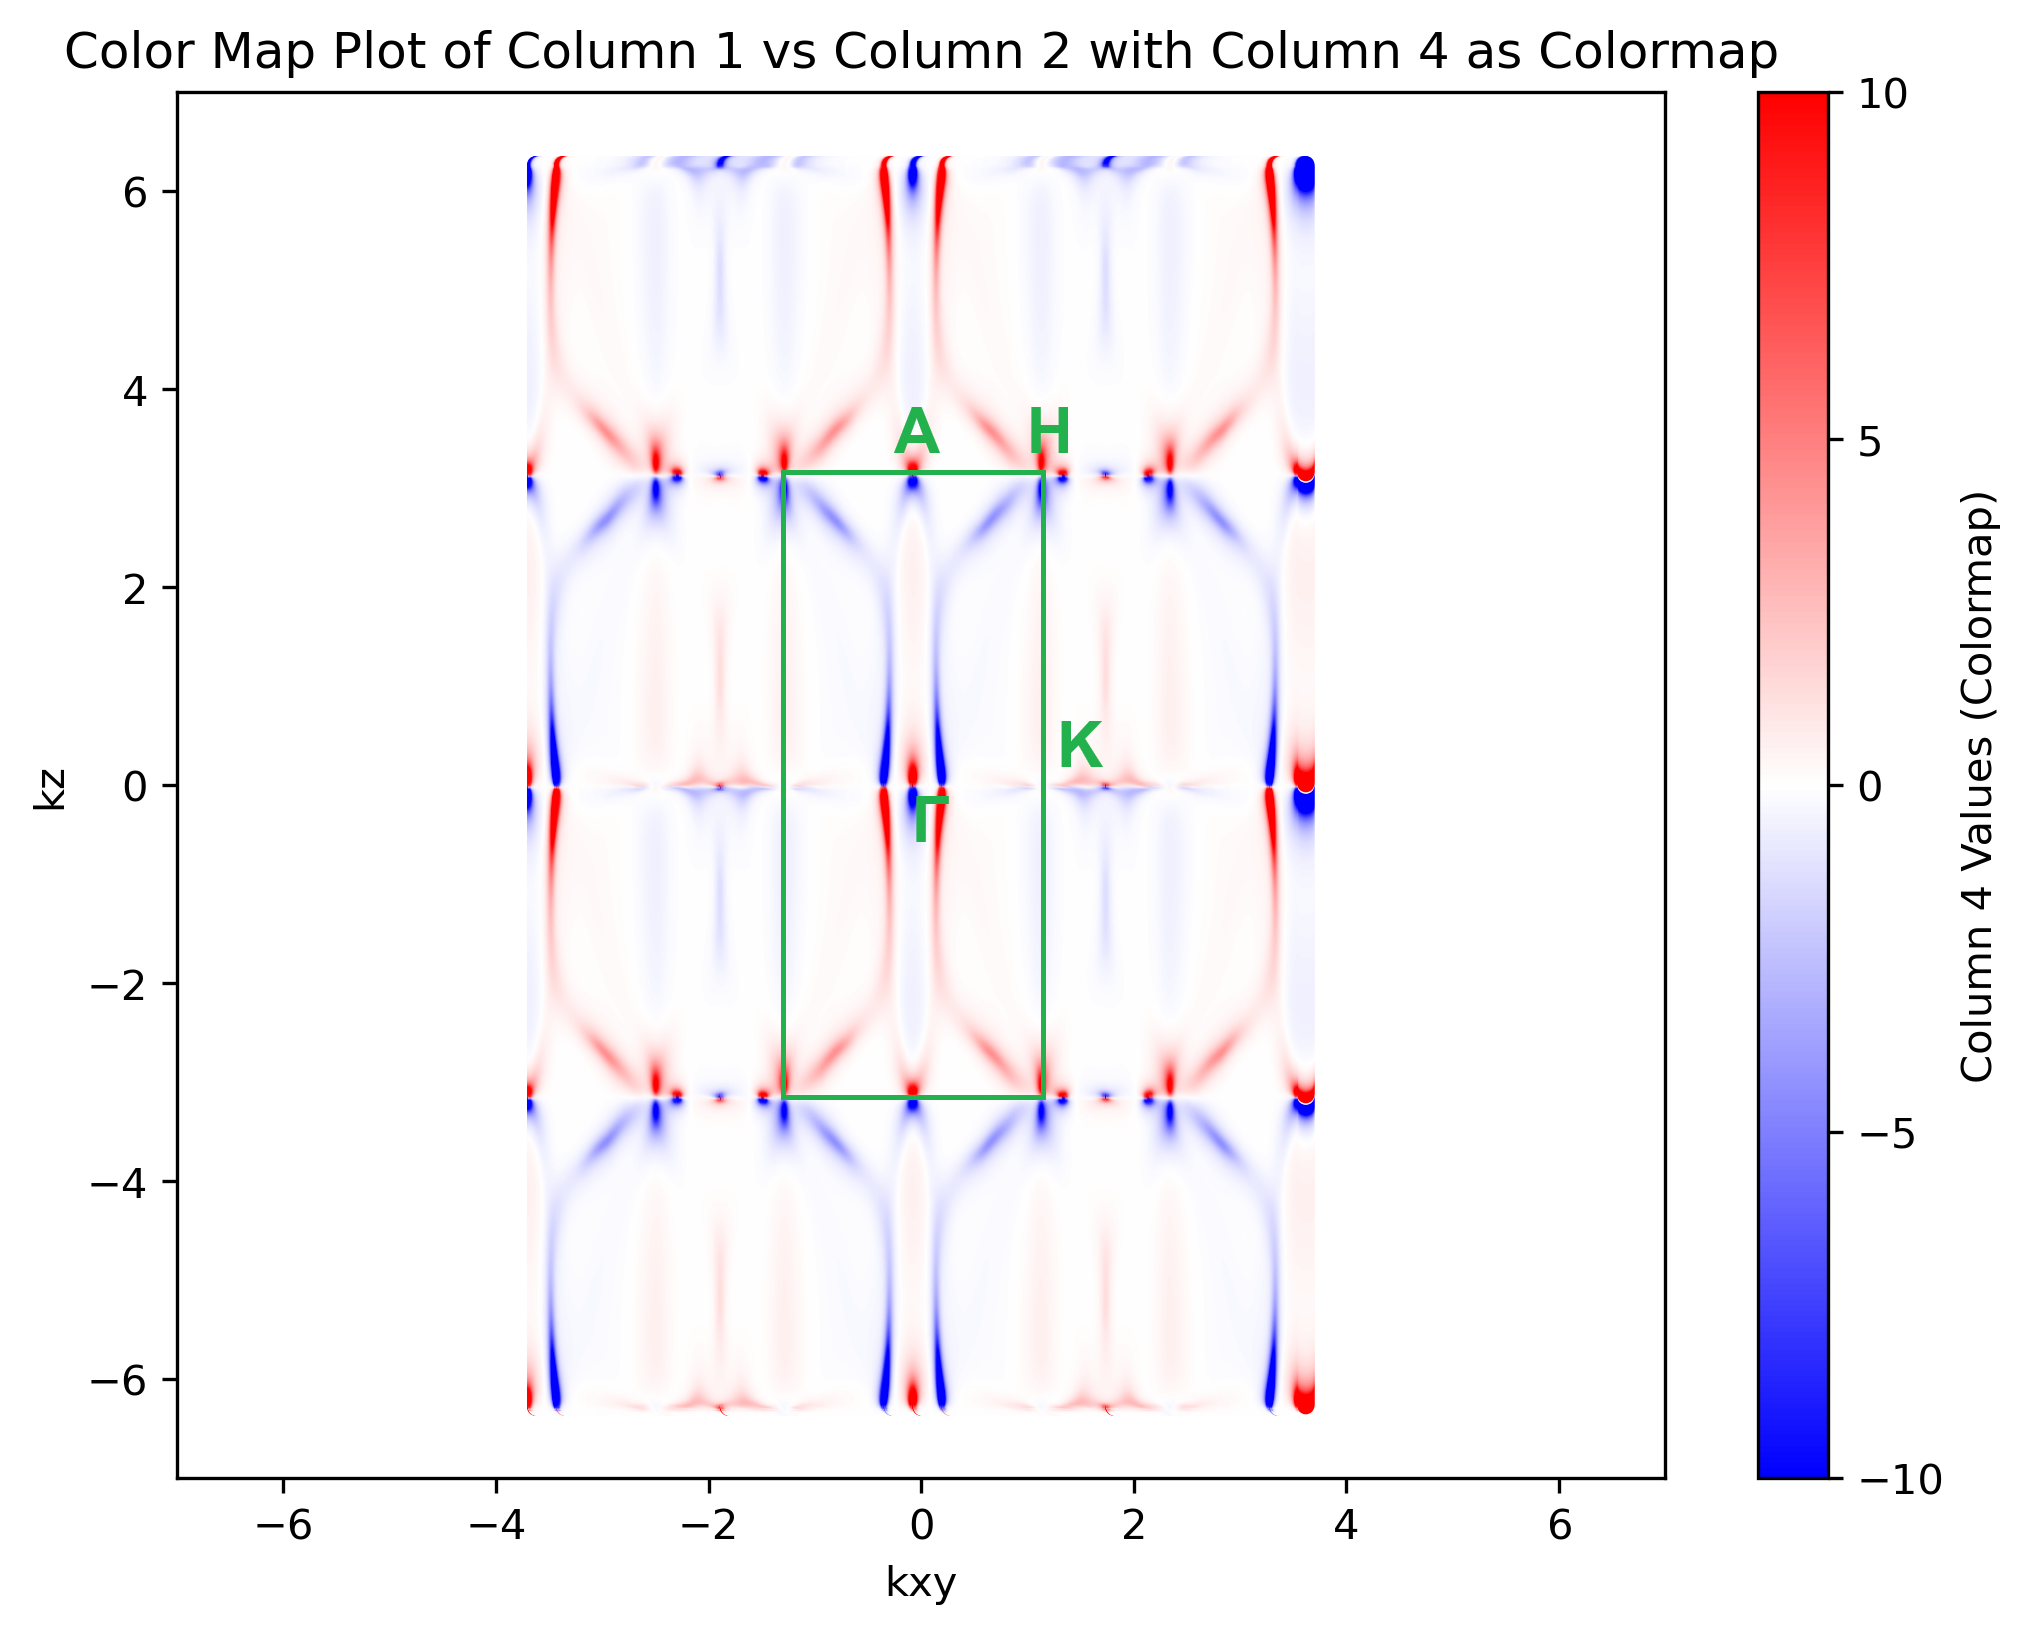 Color Map Plot of Column 1 vs Column 2 with Column 4 as Colormap
6
4
2
0
−2
−4
−6
kz
A H
K
Γ
−6 −4 −2 0 2 4 6
kxy
10
5
0
−5
−10
Column 4 Values (Colormap)